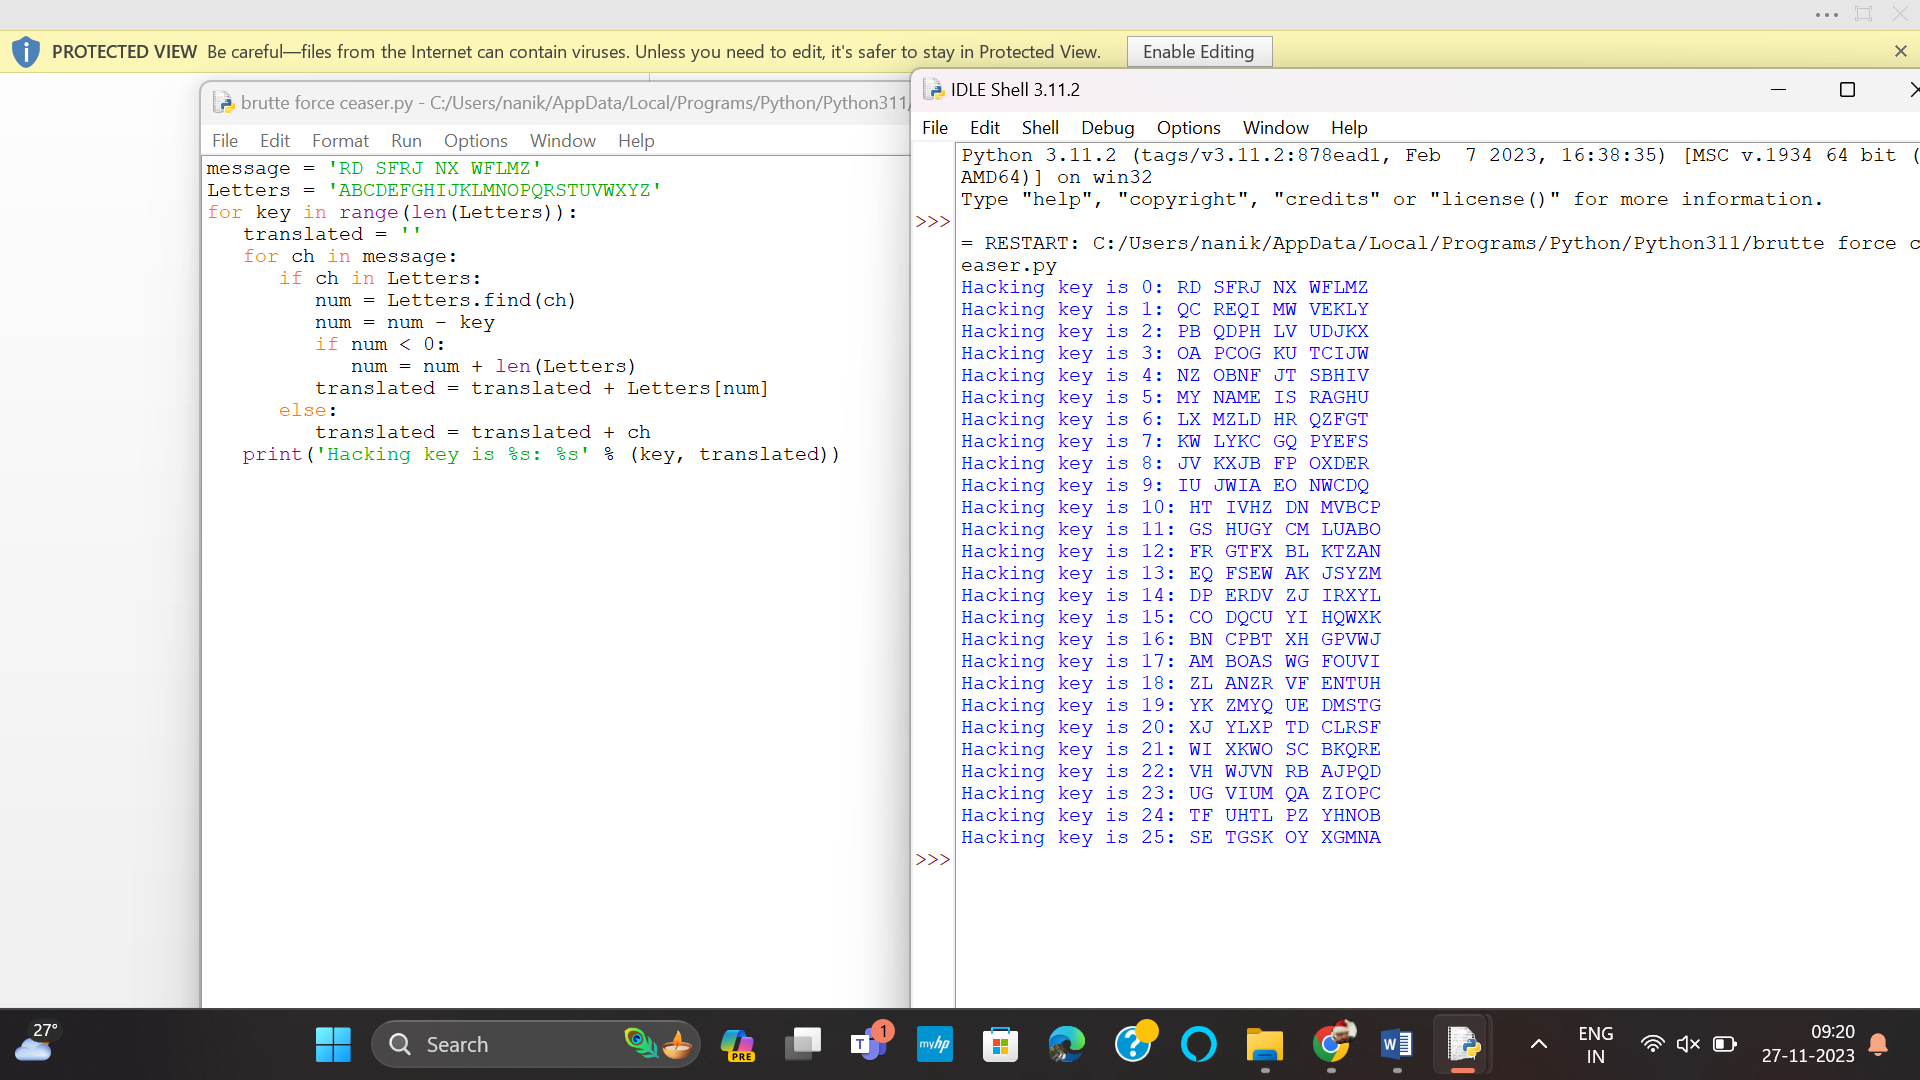 PROTECTED VIEW Be careful—files from the Internet can contain viruses. Unless you need to edit, it's safer to stay in Protected View. Enable Editing
brutte force ceaser.py - C:/Users/nanik/AppData/Local/Programs/Python/Python311/
File Edit Format Run Options Window Help
message = 'RD SFRJ NX WFLMZ'
Letters = 'ABCDEFGHIJKLMNOPQRSTUVWXYZ'
for key in range(len(Letters)):
   translated = ''
   for ch in message:
      if ch in Letters:
         num = Letters.find(ch)
         num = num - key
         if num < 0:
            num = num + len(Letters)
         translated = translated + Letters[num]
      else:
         translated = translated + ch
   print('Hacking key is %s: %s' % (key, translated))
IDLE Shell 3.11.2
File Edit Shell Debug Options Window Help
Python 3.11.2 (tags/v3.11.2:878ead1, Feb  7 2023, 16:38:35) [MSC v.1934 64 bit (
AMD64)] on win32
Type "help", "copyright", "credits" or "license()" for more information.
>>>
= RESTART: C:/Users/nanik/AppData/Local/Programs/Python/Python311/brutte force c
easer.py
Hacking key is 0: RD SFRJ NX WFLMZ
Hacking key is 1: QC REQI MW VEKLY
Hacking key is 2: PB QDPH LV UDJKX
Hacking key is 3: OA PCOG KU TCIJW
Hacking key is 4: NZ OBNF JT SBHIV
Hacking key is 5: MY NAME IS RAGHU
Hacking key is 6: LX MZLD HR QZFGT
Hacking key is 7: KW LYKC GQ PYEFS
Hacking key is 8: JV KXJB FP OXDER
Hacking key is 9: IU JWIA EO NWCDQ
Hacking key is 10: HT IVHZ DN MVBCP
Hacking key is 11: GS HUGY CM LUABO
Hacking key is 12: FR GTFX BL KTZAN
Hacking key is 13: EQ FSEW AK JSYZM
Hacking key is 14: DP ERDV ZJ IRXYL
Hacking key is 15: CO DQCU YI HQWXK
Hacking key is 16: BN CPBT XH GPVWJ
Hacking key is 17: AM BOAS WG FOUVI
Hacking key is 18: ZL ANZR VF ENTUH
Hacking key is 19: YK ZMYQ UE DMSTG
Hacking key is 20: XJ YLXP TD CLRSF
Hacking key is 21: WI XKWO SC BKQRE
Hacking key is 22: VH WJVN RB AJPQD
Hacking key is 23: UG VIUM QA ZIOPC
Hacking key is 24: TF UHTL PZ YHNOB
Hacking key is 25: SE TGSK OY XGMNA
>>>
27°
Search
PRE
T
1
myhp
?
W
ENG
IN
09:20
27-11-2023